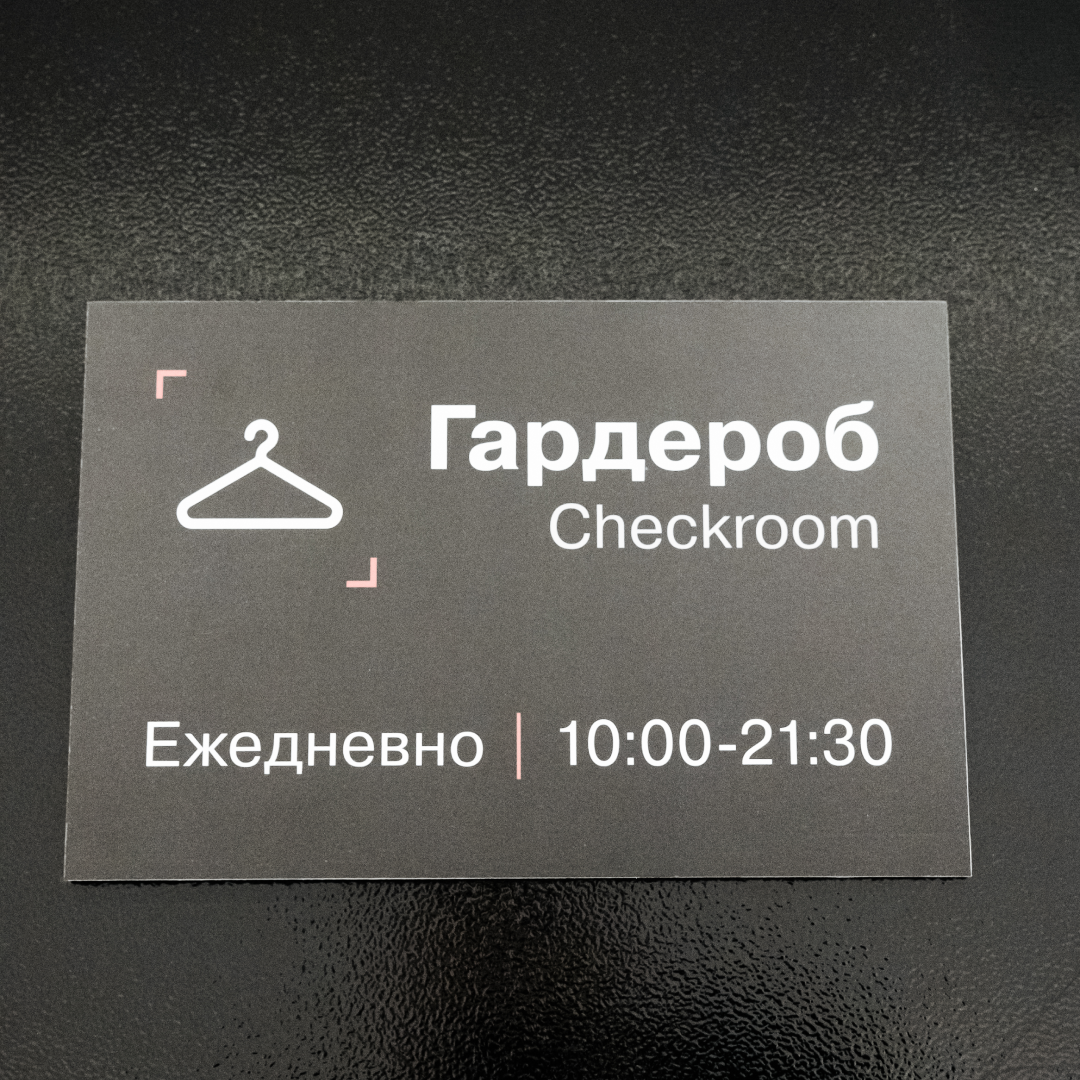 Гардероб
Checkroom
Ежедневно | 10:00-21:30